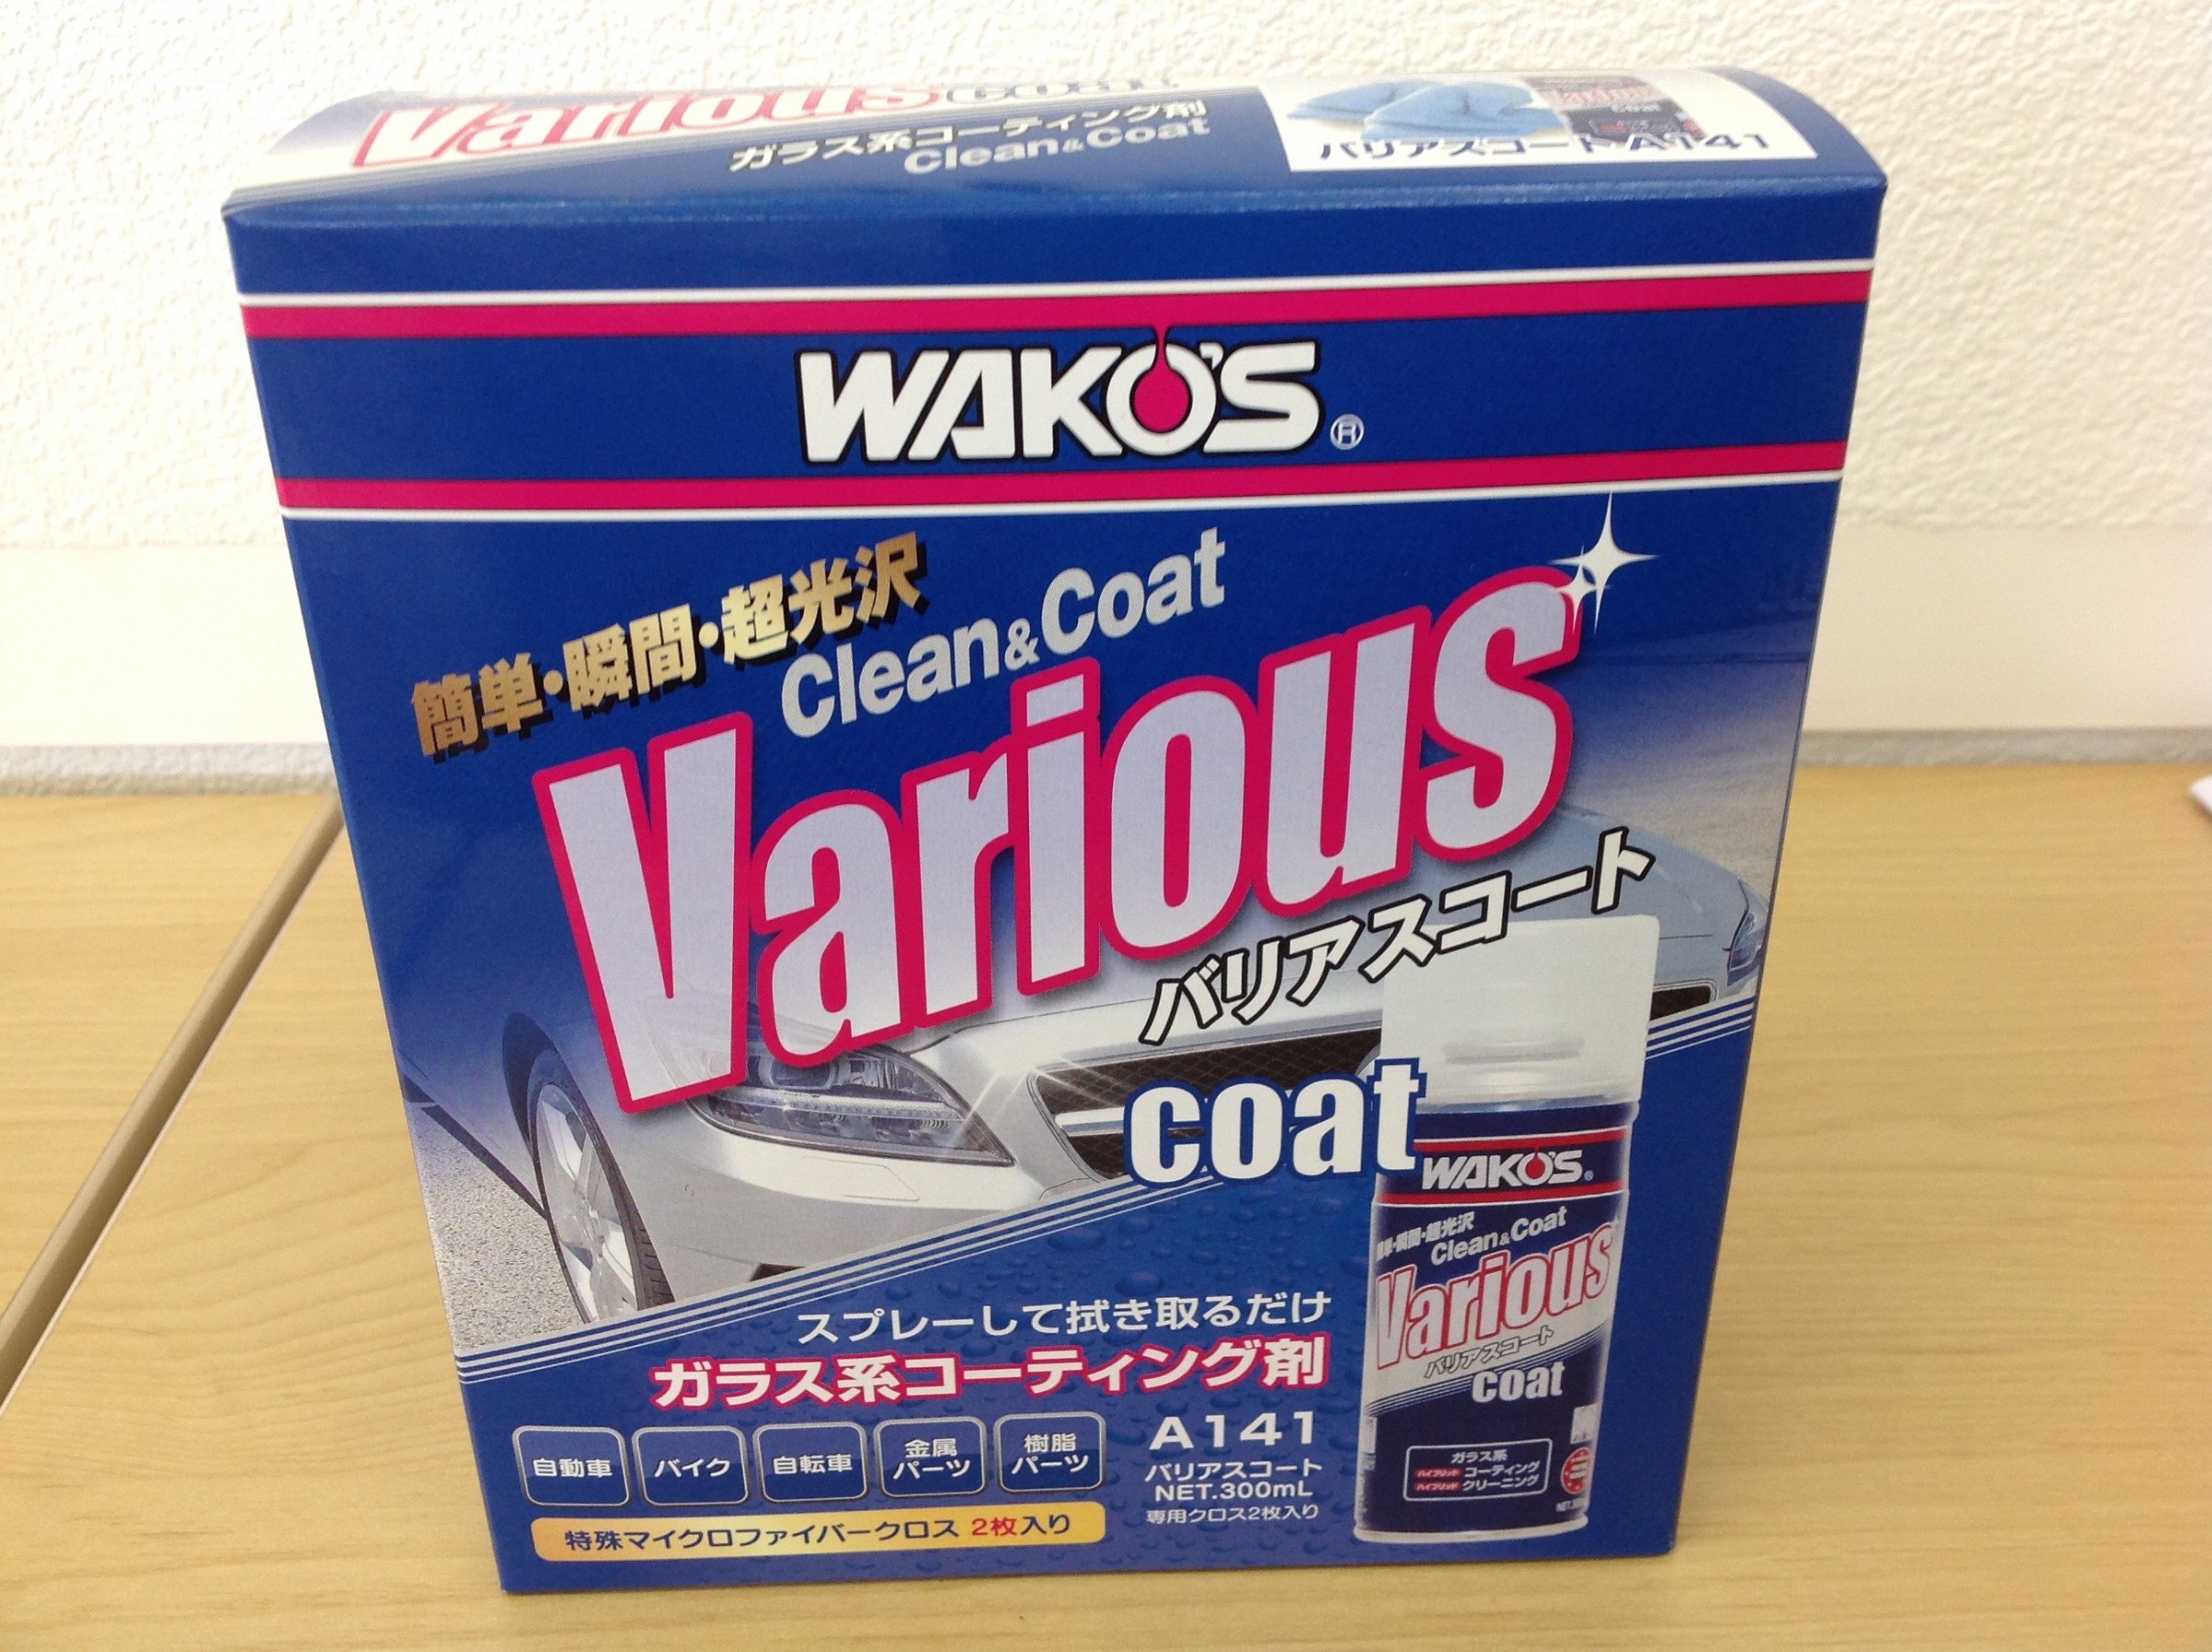 Various Coat
ガラス系コーティング剤
Clean&Coat
Various
coat
バリアスコート A141
WAKO'S®
簡単・瞬間・超光沢
Clean&Coat
Various
バリアスコート
coat
WAKO'S®
簡単・瞬間・超光沢
Clean&Coat
Various
バリアスコート
coat
ガラス系
ハイブリッド コーティング
ハイブリッド クリーニング
スプレーして拭き取るだけ
ガラス系コーティング剤
自動車
バイク
自転車
金属
パーツ
樹脂
パーツ
A141
バリアスコート
NET.300mL
専用クロス2枚入り
特殊マイクロファイバークロス 2枚入り